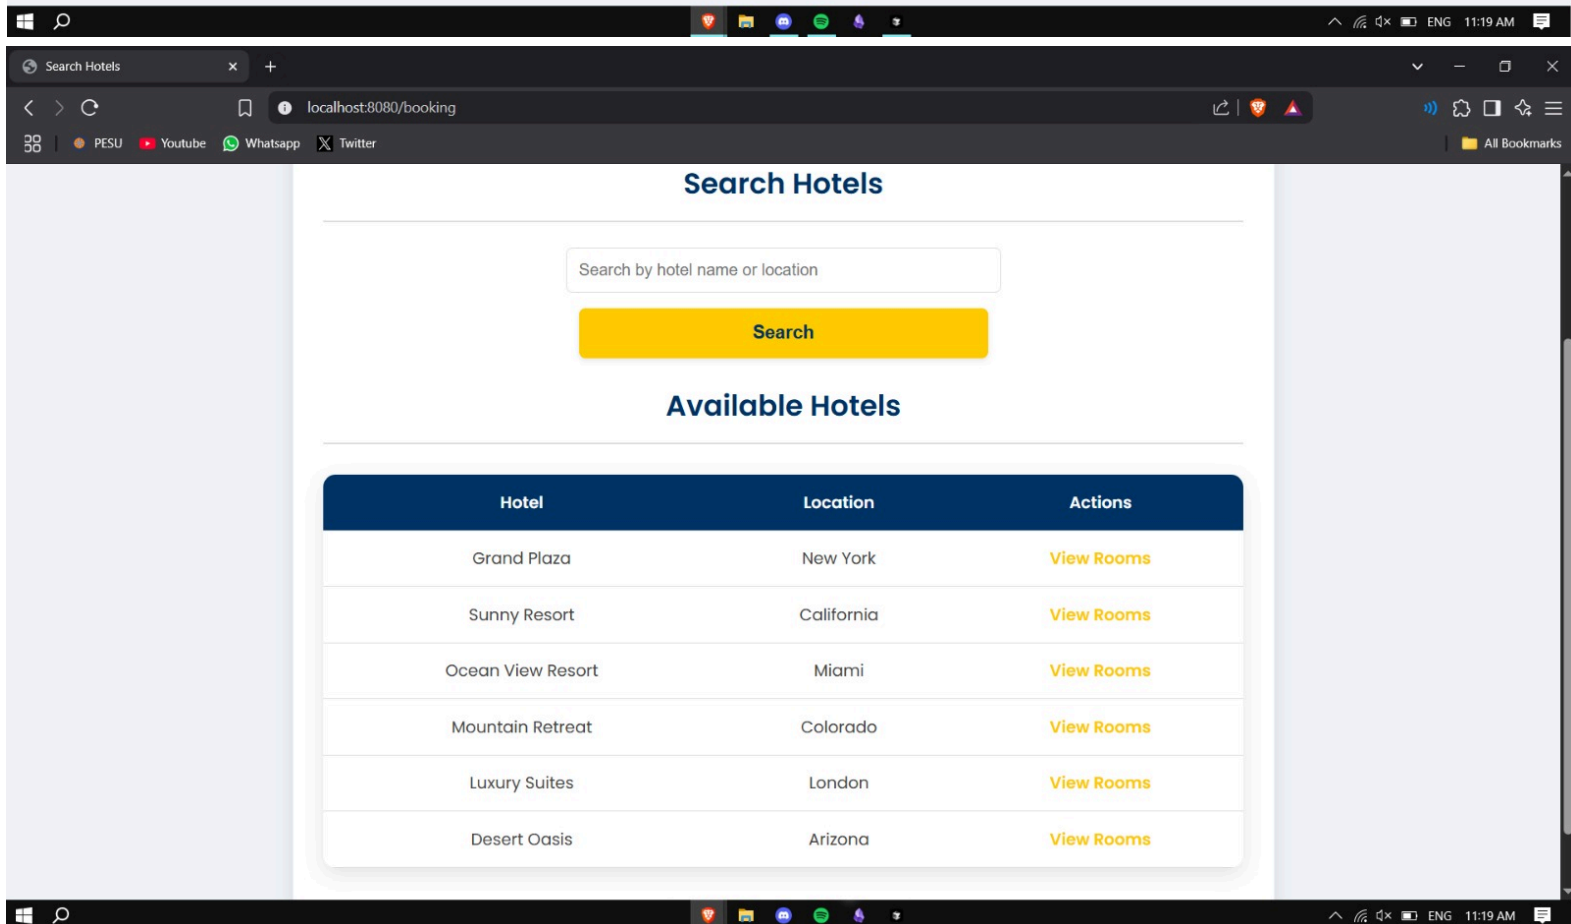 ENG 11:19 AM
Search Hotels
localhost:8080/booking
PESU Youtube Whatsapp X Twitter All Bookmarks
Search Hotels
Search by hotel name or location
Search
Available Hotels
Hotel Location Actions
Grand Plaza New York View Rooms
Sunny Resort California View Rooms
Ocean View Resort Miami View Rooms
Mountain Retreat Colorado View Rooms
Luxury Suites London View Rooms
Desert Oasis Arizona View Rooms
ENG 11:19 AM